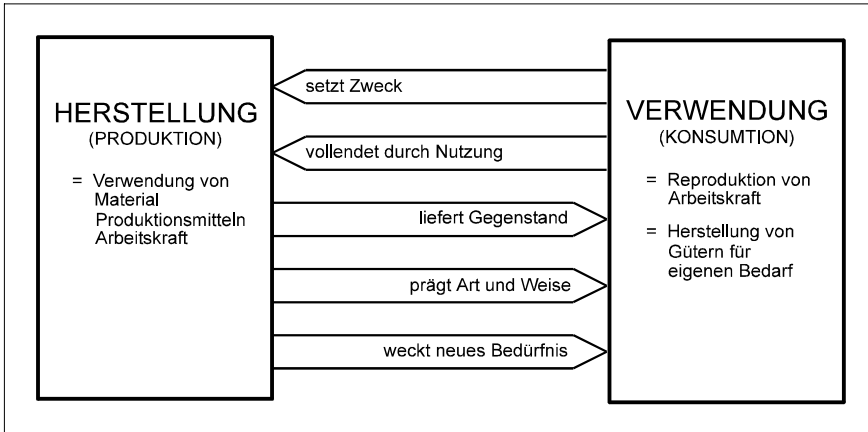 HERSTELLUNG
(PRODUKTION)
= Verwendung von
Material
Produktionsmitteln
Arbeitskraft
setzt Zweck
vollendet durch Nutzung
liefert Gegenstand
prägt Art und Weise
weckt neues Bedürfnis
VERWENDUNG
(KONSUMTION)
= Reproduktion von
Arbeitskraft
= Herstellung von
Gütern für
eigenen Bedarf